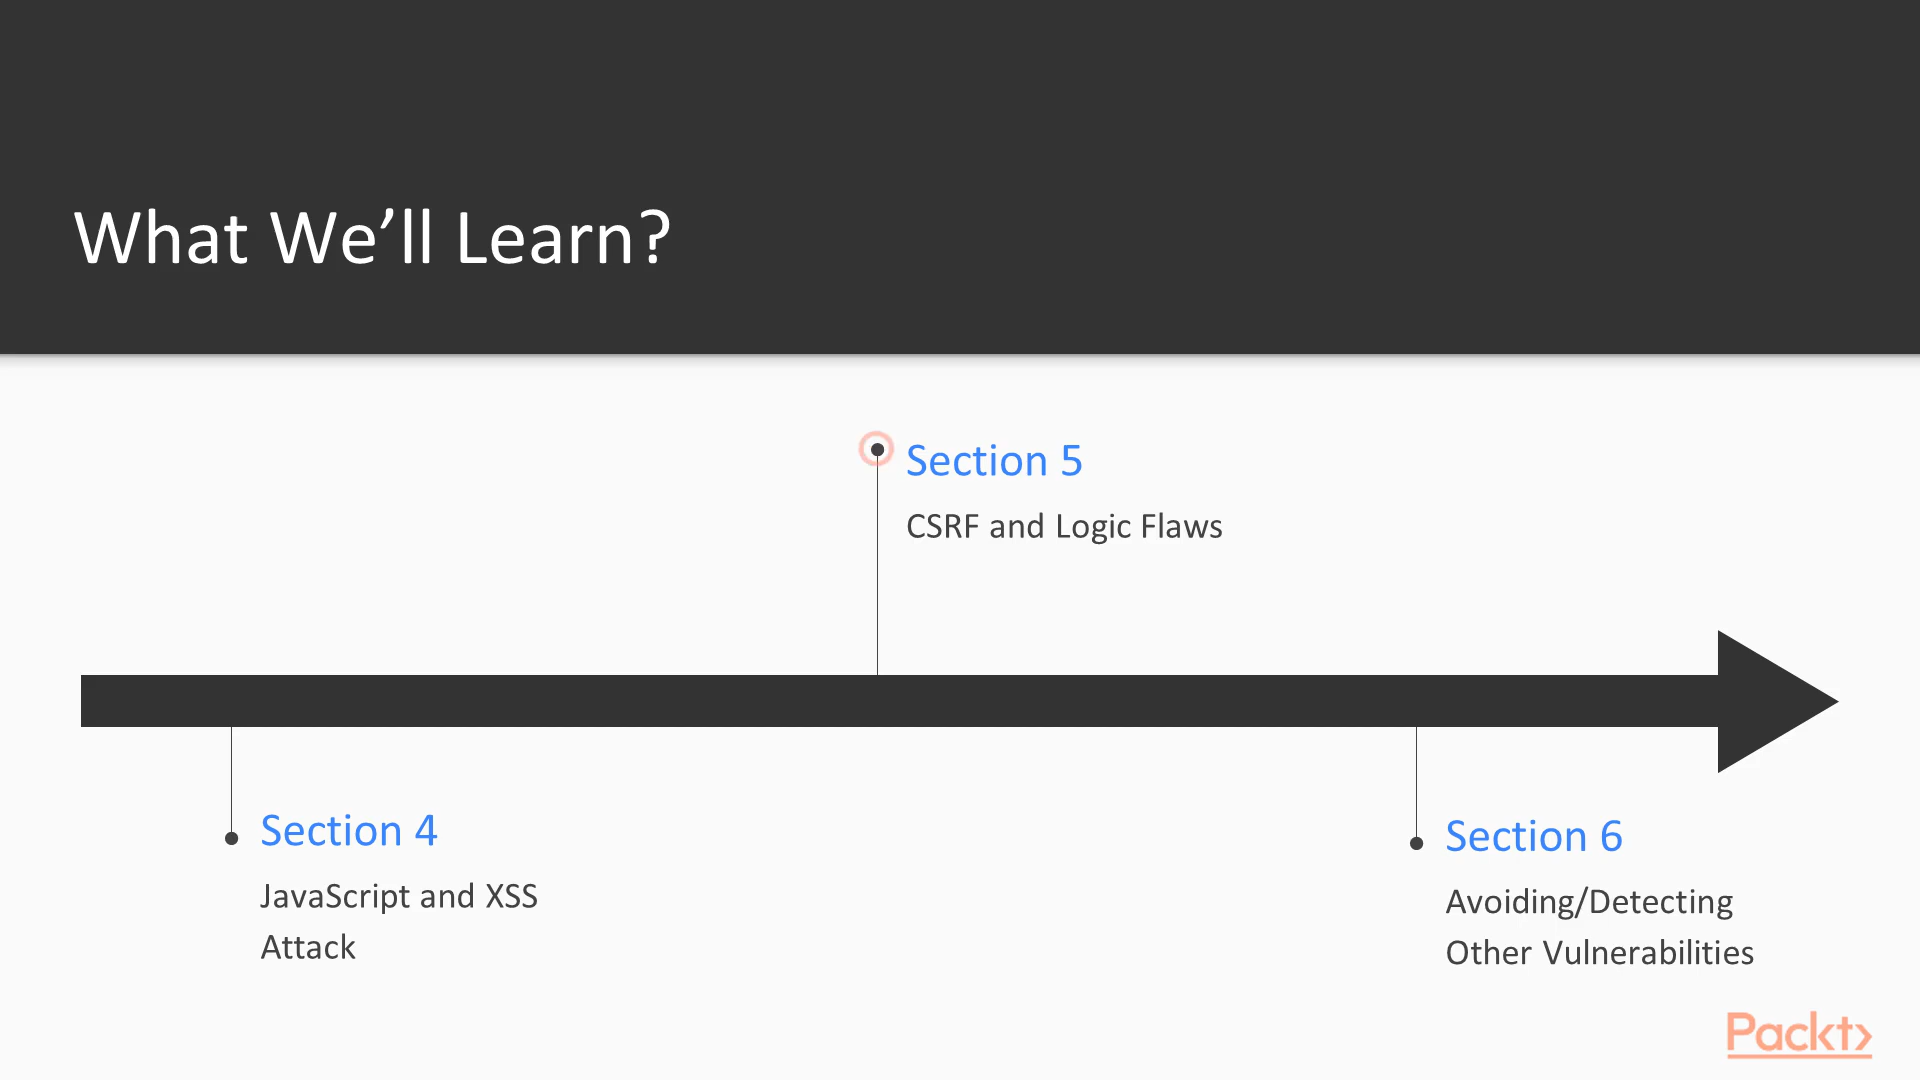 What We’ll Learn?
Section 5
CSRF and Logic Flaws
Section 4
JavaScript and XSS
Attack
Section 6
Avoiding/Detecting
Other Vulnerabilities
Packt>